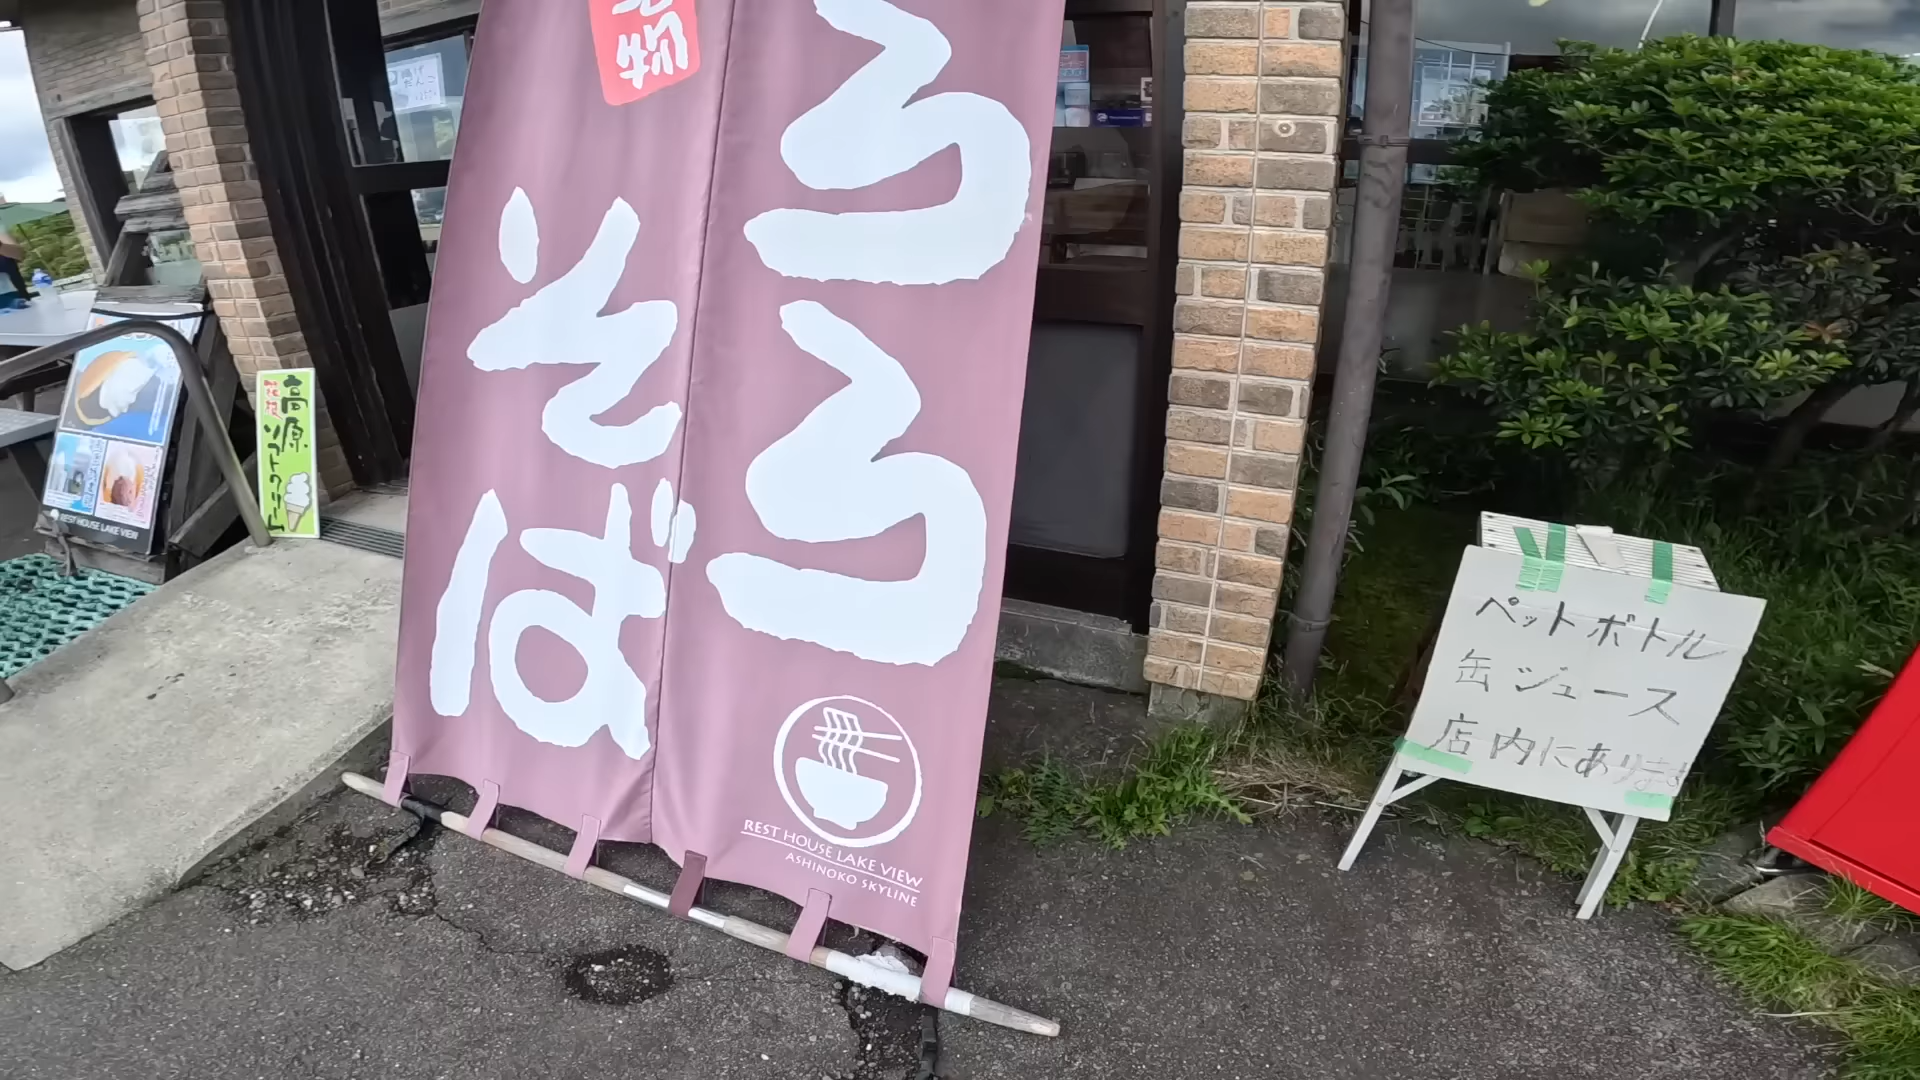 物
ろろ
そば
REST HOUSE LAKE VIEW
ASHINOKO SKYLINE
高原
ソフトクリーム
REST HOUSE LAKE VIEW
ペットボトル
缶ジュース
店内にあります